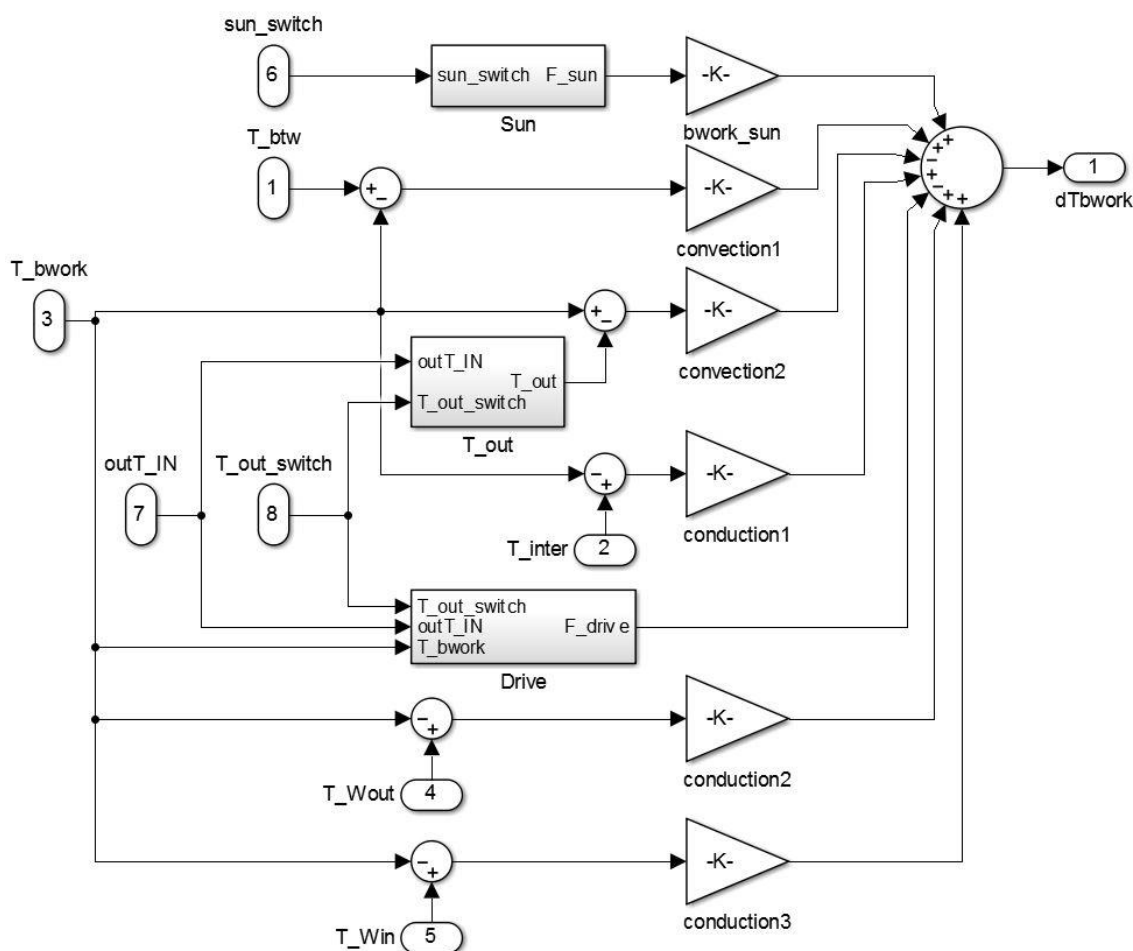 sun_switch
6
sun_switch F_sun
Sun
-K-
bwork_sun
T_btw
1
+
−
-K-
convection1
+
+
−
+
−
+
+
1
dTbwork
T_bwork
3
+
−
-K-
convection2
outT_IN
T_out
T_out_switch
T_out
outT_IN
7
T_out_switch
8
−
+
-K-
conduction1
T_inter
2
T_out_switch
outT_IN
F_drive
T_bwork
Drive
−
+
-K-
conduction2
T_Wout
4
−
+
-K-
conduction3
T_Win
5